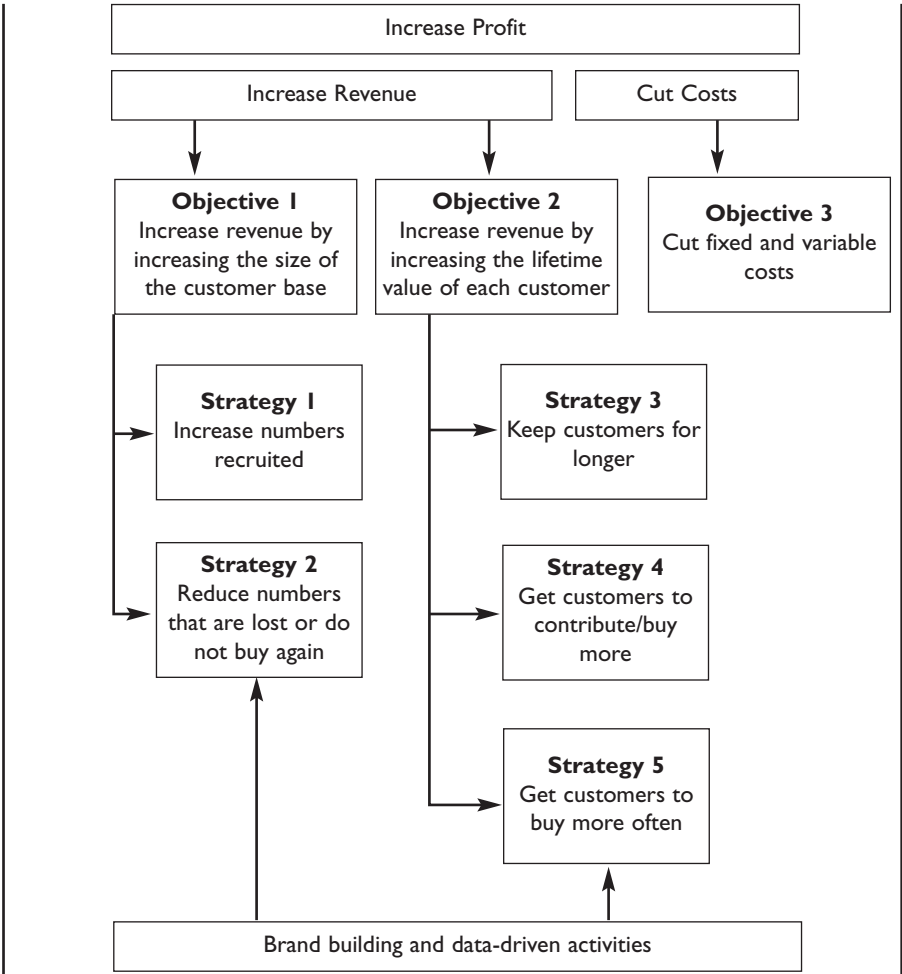 Increase Profit
Increase Revenue
Cut Costs
Objective 1
Increase revenue by
increasing the size of
the customer base
Objective 2
Increase revenue by
increasing the lifetime
value of each customer
Objective 3
Cut fixed and variable
costs
Strategy 1
Increase numbers
recruited
Strategy 3
Keep customers for
longer
Strategy 2
Reduce numbers
that are lost or do
not buy again
Strategy 4
Get customers to
contribute/buy
more
Strategy 5
Get customers to
buy more often
Brand building and data-driven activities